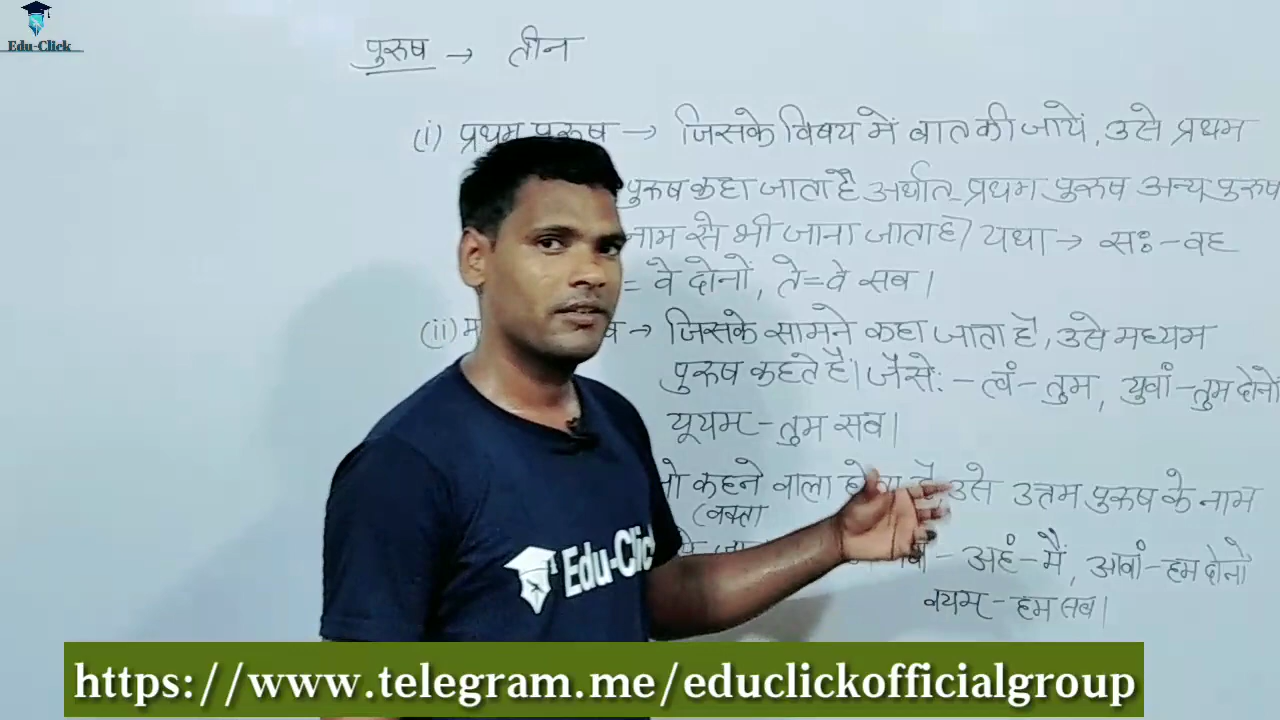 Edu-Click
पुरुष → तीन
(i) प्रथम पुरुष → जिसके विषय में बात की जायें, उसे प्रथम
पुरुष कहा जाता है अर्थात प्रथम पुरुष अन्य पुरुष
नाम से भी जाना जाता है। यथा → सः - वह
= वे दोनों, ते = वे सब।
(ii) → जिसके सामने कहा जाता है, उसे मध्यम
पुरुष कहते हैं। जैसे: - त्वं - तुम, युवां - तुम दोनों
यूयम - तुम सब।
कहने वाला होता है, उसे उत्तम पुरुष के नाम
(वक्ता
- अहं - मैं, आवां - हम दोनों
वयम - हम सब।
Edu-Clic
https://www.telegram.me/educlickofficialgroup